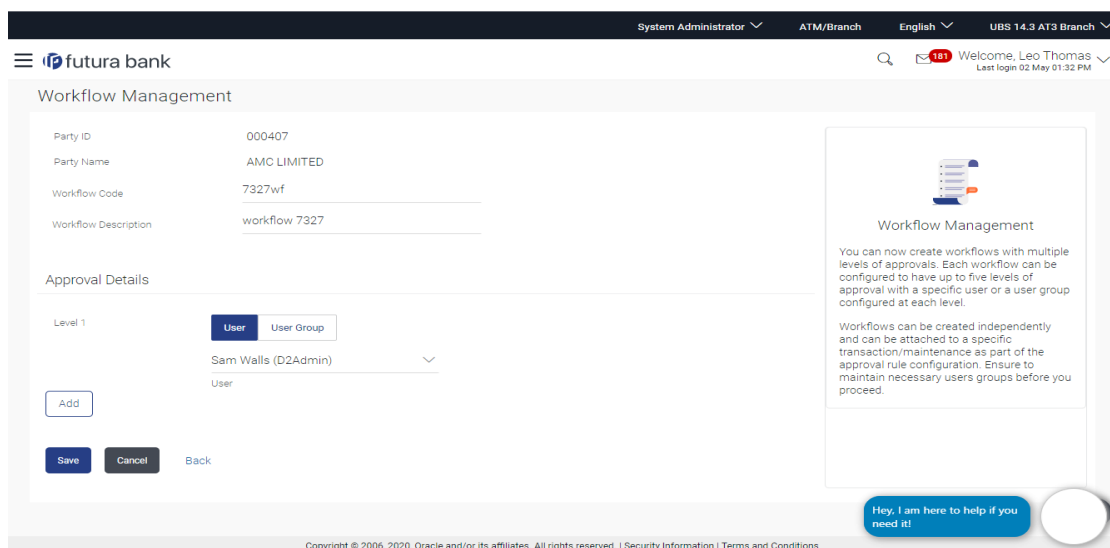 System Administrator ATM/Branch English UBS 14.3 AT3 Branch
futura bank 181 Welcome, Leo Thomas
Last login 02 May 01:32 PM
Workflow Management
Party ID 000407
Party Name AMC LIMITED
Workflow Code 7327wf
Workflow Description workflow 7327
Approval Details
Level 1 User User Group
Sam Walls (D2Admin)
User
Add
Save Cancel Back
Workflow Management
You can now create workflows with multiple
levels of approvals. Each workflow can be
configured to have up to five levels of
approval with a specific user or a user group
configured at each level.
Workflows can be created independently
and can be attached to a specific
transaction/maintenance as part of the
approval rule configuration. Ensure to
maintain necessary users groups before you
proceed.
Hey, I am here to help if you
need it!
Copyright © 2006, 2020, Oracle and/or its affiliates. All rights reserved. | Security Information | Terms and Conditions